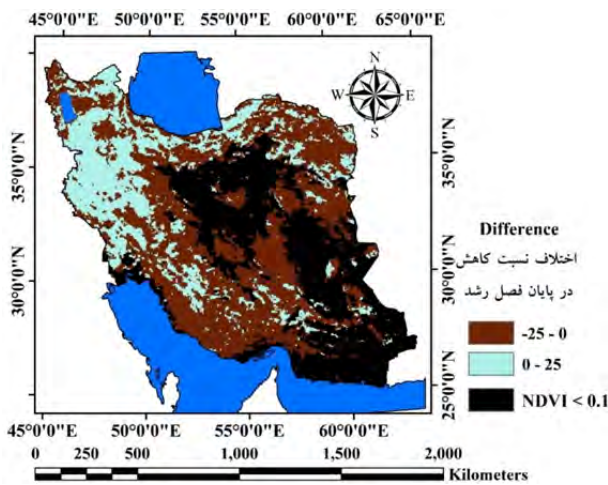 45°0'0"E 50°0'0"E 55°0'0"E 60°0'0"E 65°0'0"E
N
W E
S
35°0'0"N
30°0'0"N
35°0'0"N
30°0'0"N
25°0'0"N
Difference
اختلاف نسبت کاهش
در پایان فصل رشد
-25 - 0
0 - 25
NDVI < 0.1
45°0'0"E 50°0'0"E 55°0'0"E 60°0'0"E
0 250 500 1,000 1,500 2,000
Kilometers